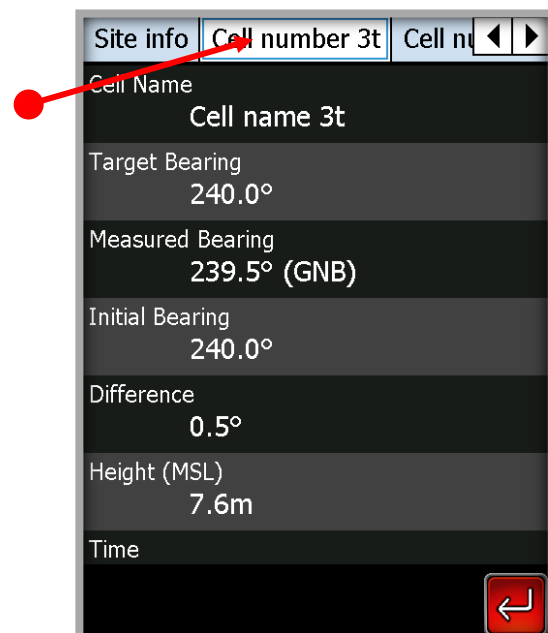 Site info Cell number 3t Cell nu
Cell Name
Cell name 3t
Target Bearing
240.0°
Measured Bearing
239.5° (GNB)
Initial Bearing
240.0°
Difference
0.5°
Height (MSL)
7.6m
Time